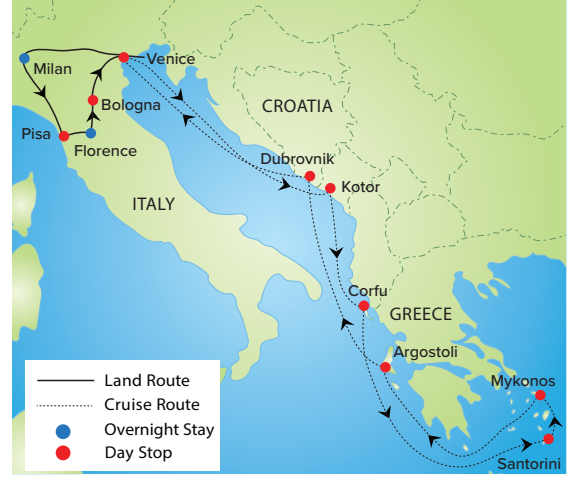 Milan
Venice
Bologna
Pisa
Florence
CROATIA
Dubrovnik
Kotor
ITALY
Corfu
GREECE
Argostoli
Mykonos
Santorini
Land Route
Cruise Route
Overnight Stay
Day Stop